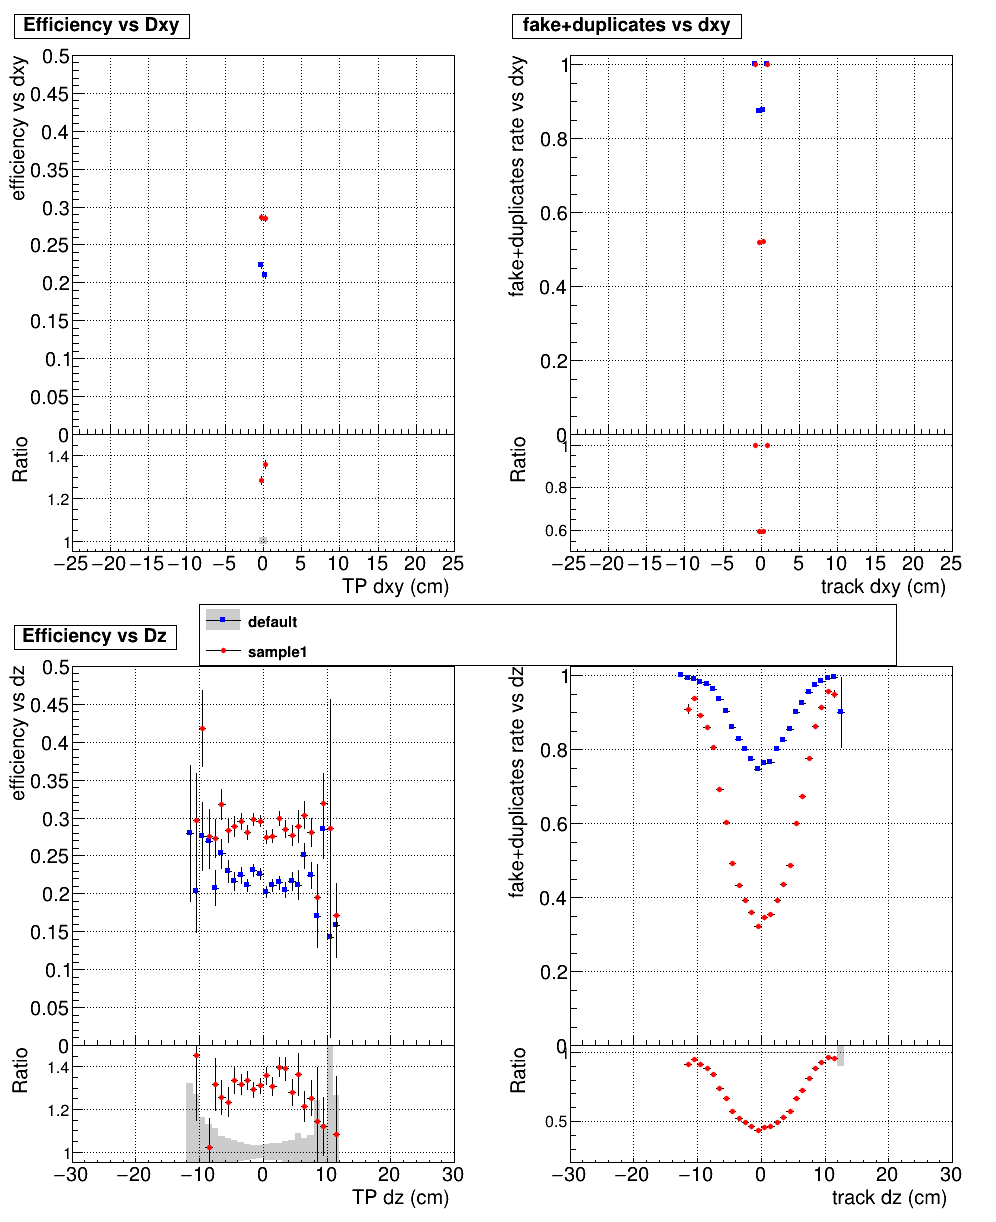 Efficiency vs Dxy
fake+duplicates vs dxy
efficiency vs dxy
0.5
0.45
0.4
0.35
0.3
0.25
0.2
0.15
0.1
0.05
0
Ratio
1.4
1.2
1
−25 −20 −15 −10 −5 0 5 10 15 20 25
TP dxy (cm)
fake+duplicates rate vs dxy
1
0.8
0.6
0.4
0.2
0
Ratio
1
0.8
0.6
−25 −20 −15 −10 −5 0 5 10 15 20 25
track dxy (cm)
default
sample1
Efficiency vs Dz
efficiency vs dz
0.5
0.45
0.4
0.35
0.3
0.25
0.2
0.15
0.1
0.05
0
Ratio
1.4
1.2
1
−30 −20 −10 0 10 20 30
TP dz (cm)
fake+duplicates rate vs dz
1
0.8
0.6
0.4
0.2
0
Ratio
1
0.5
−30 −20 −10 0 10 20 30
track dz (cm)